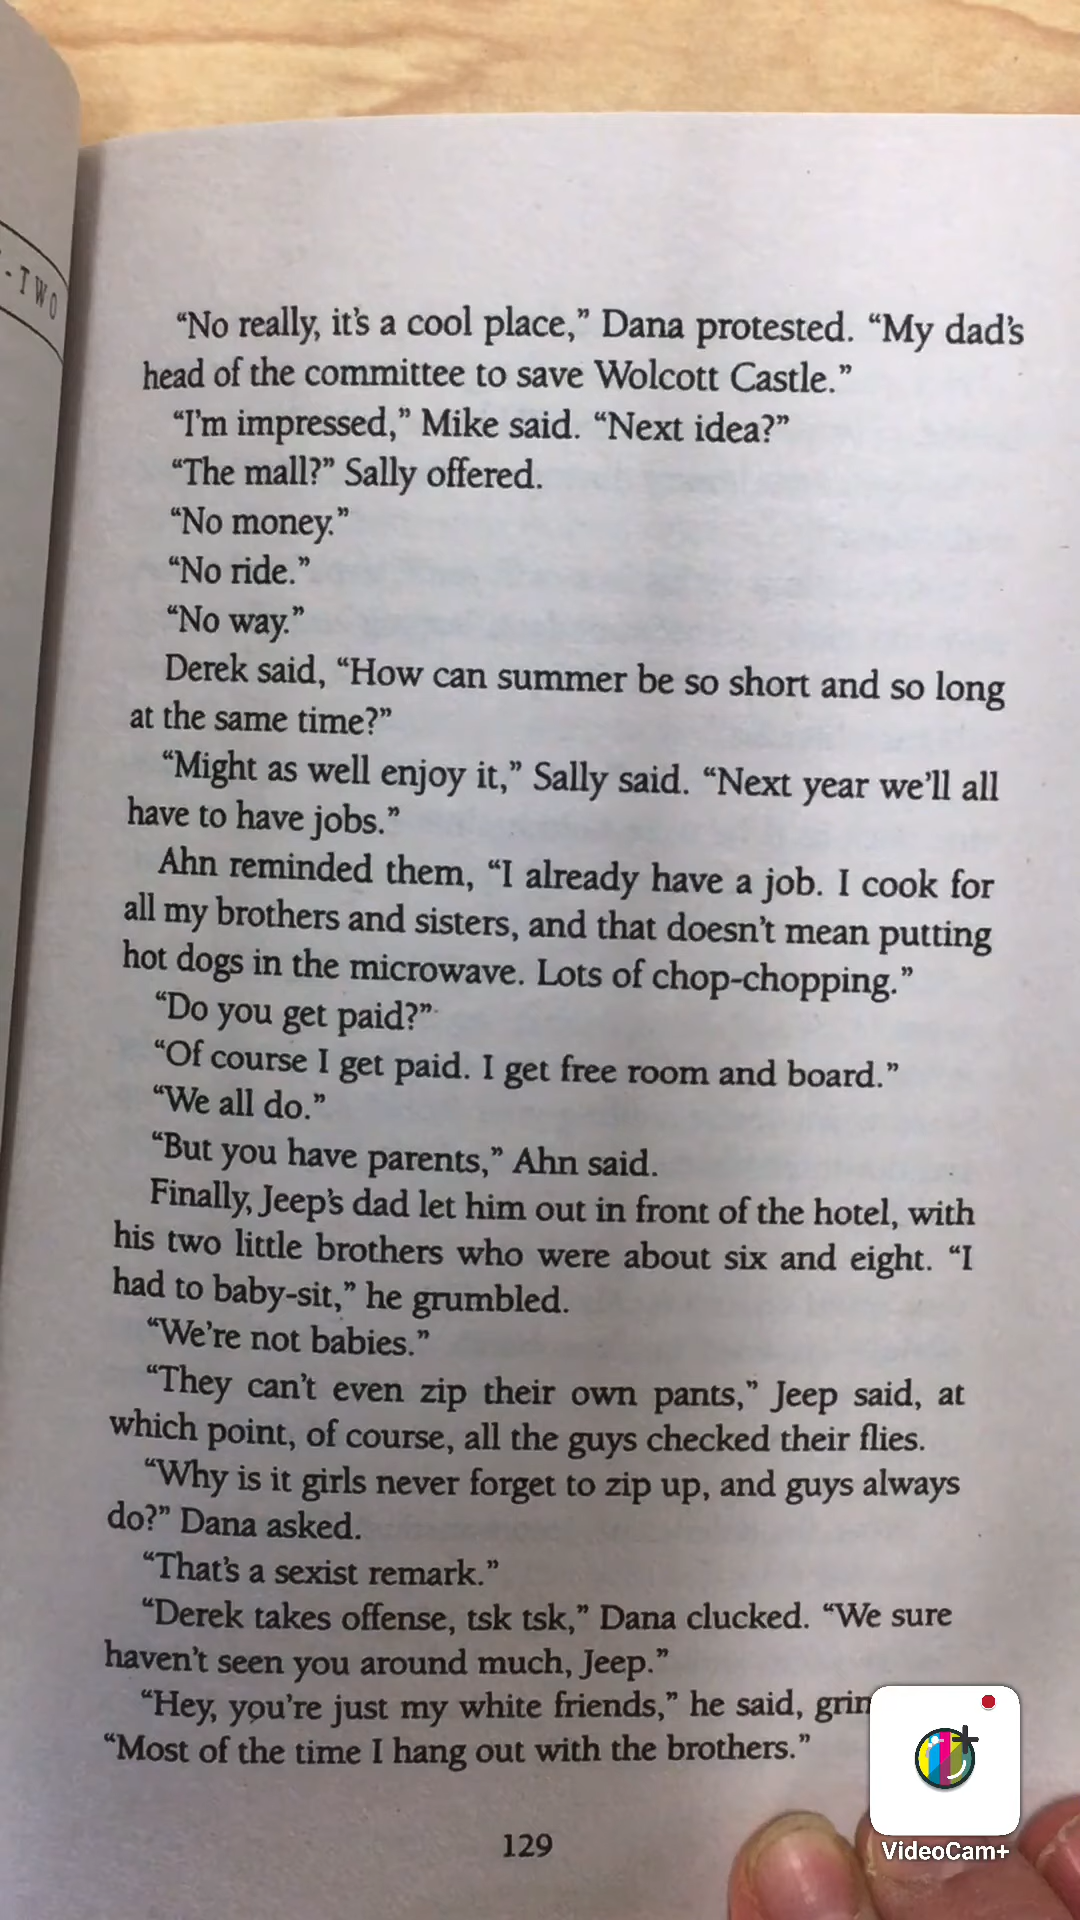 -TWO
“No really, it’s a cool place,” Dana protested. “My dad’s
head of the committee to save Wolcott Castle.”
“I’m impressed,” Mike said. “Next idea?”
“The mall?” Sally offered.
“No money.”
“No ride.”
“No way.”
Derek said, “How can summer be so short and so long
at the same time?”
“Might as well enjoy it,” Sally said. “Next year we’ll all
have to have jobs.”
Ahn reminded them, “I already have a job. I cook for
all my brothers and sisters, and that doesn’t mean putting
hot dogs in the microwave. Lots of chop-chopping.”
“Do you get paid?”
“Of course I get paid. I get free room and board.”
“We all do.”
“But you have parents,” Ahn said.
Finally, Jeep’s dad let him out in front of the hotel, with
his two little brothers who were about six and eight. “I
had to baby-sit,” he grumbled.
“We’re not babies.”
“They can’t even zip their own pants,” Jeep said, at
which point, of course, all the guys checked their flies.
“Why is it girls never forget to zip up, and guys always
do?” Dana asked.
“That’s a sexist remark.”
“Derek takes offense, tsk tsk,” Dana clucked. “We sure
haven’t seen you around much, Jeep.”
“Hey, you’re just my white friends,” he said, grin
“Most of the time I hang out with the brothers.”
129
VideoCam+